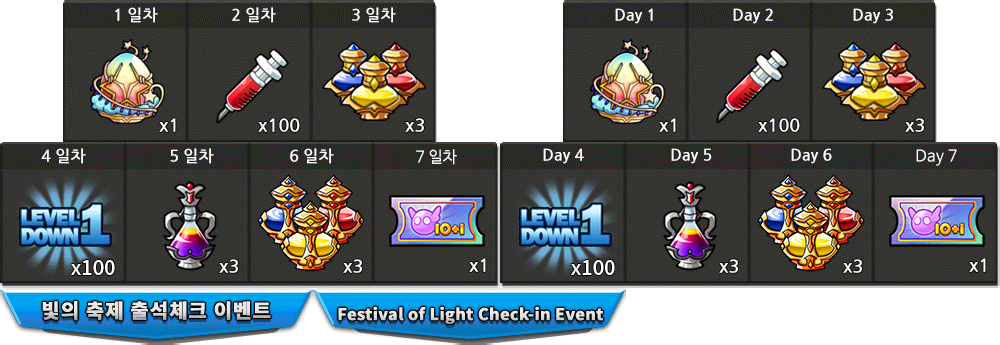 1 일차 2 일차 3 일차 Day 1 Day 2 Day 3
x1 x100 x3 x1 x100 x3
4 일차 5 일차 6 일차 7 일차 Day 4 Day 5 Day 6 Day 7
LEVEL DOWN 1 10+1 LEVEL DOWN 1 10+1
x100 x3 x3 x1 x100 x3 x3 x1
빛의 축제 출석체크 이벤트 Festival of Light Check-in Event